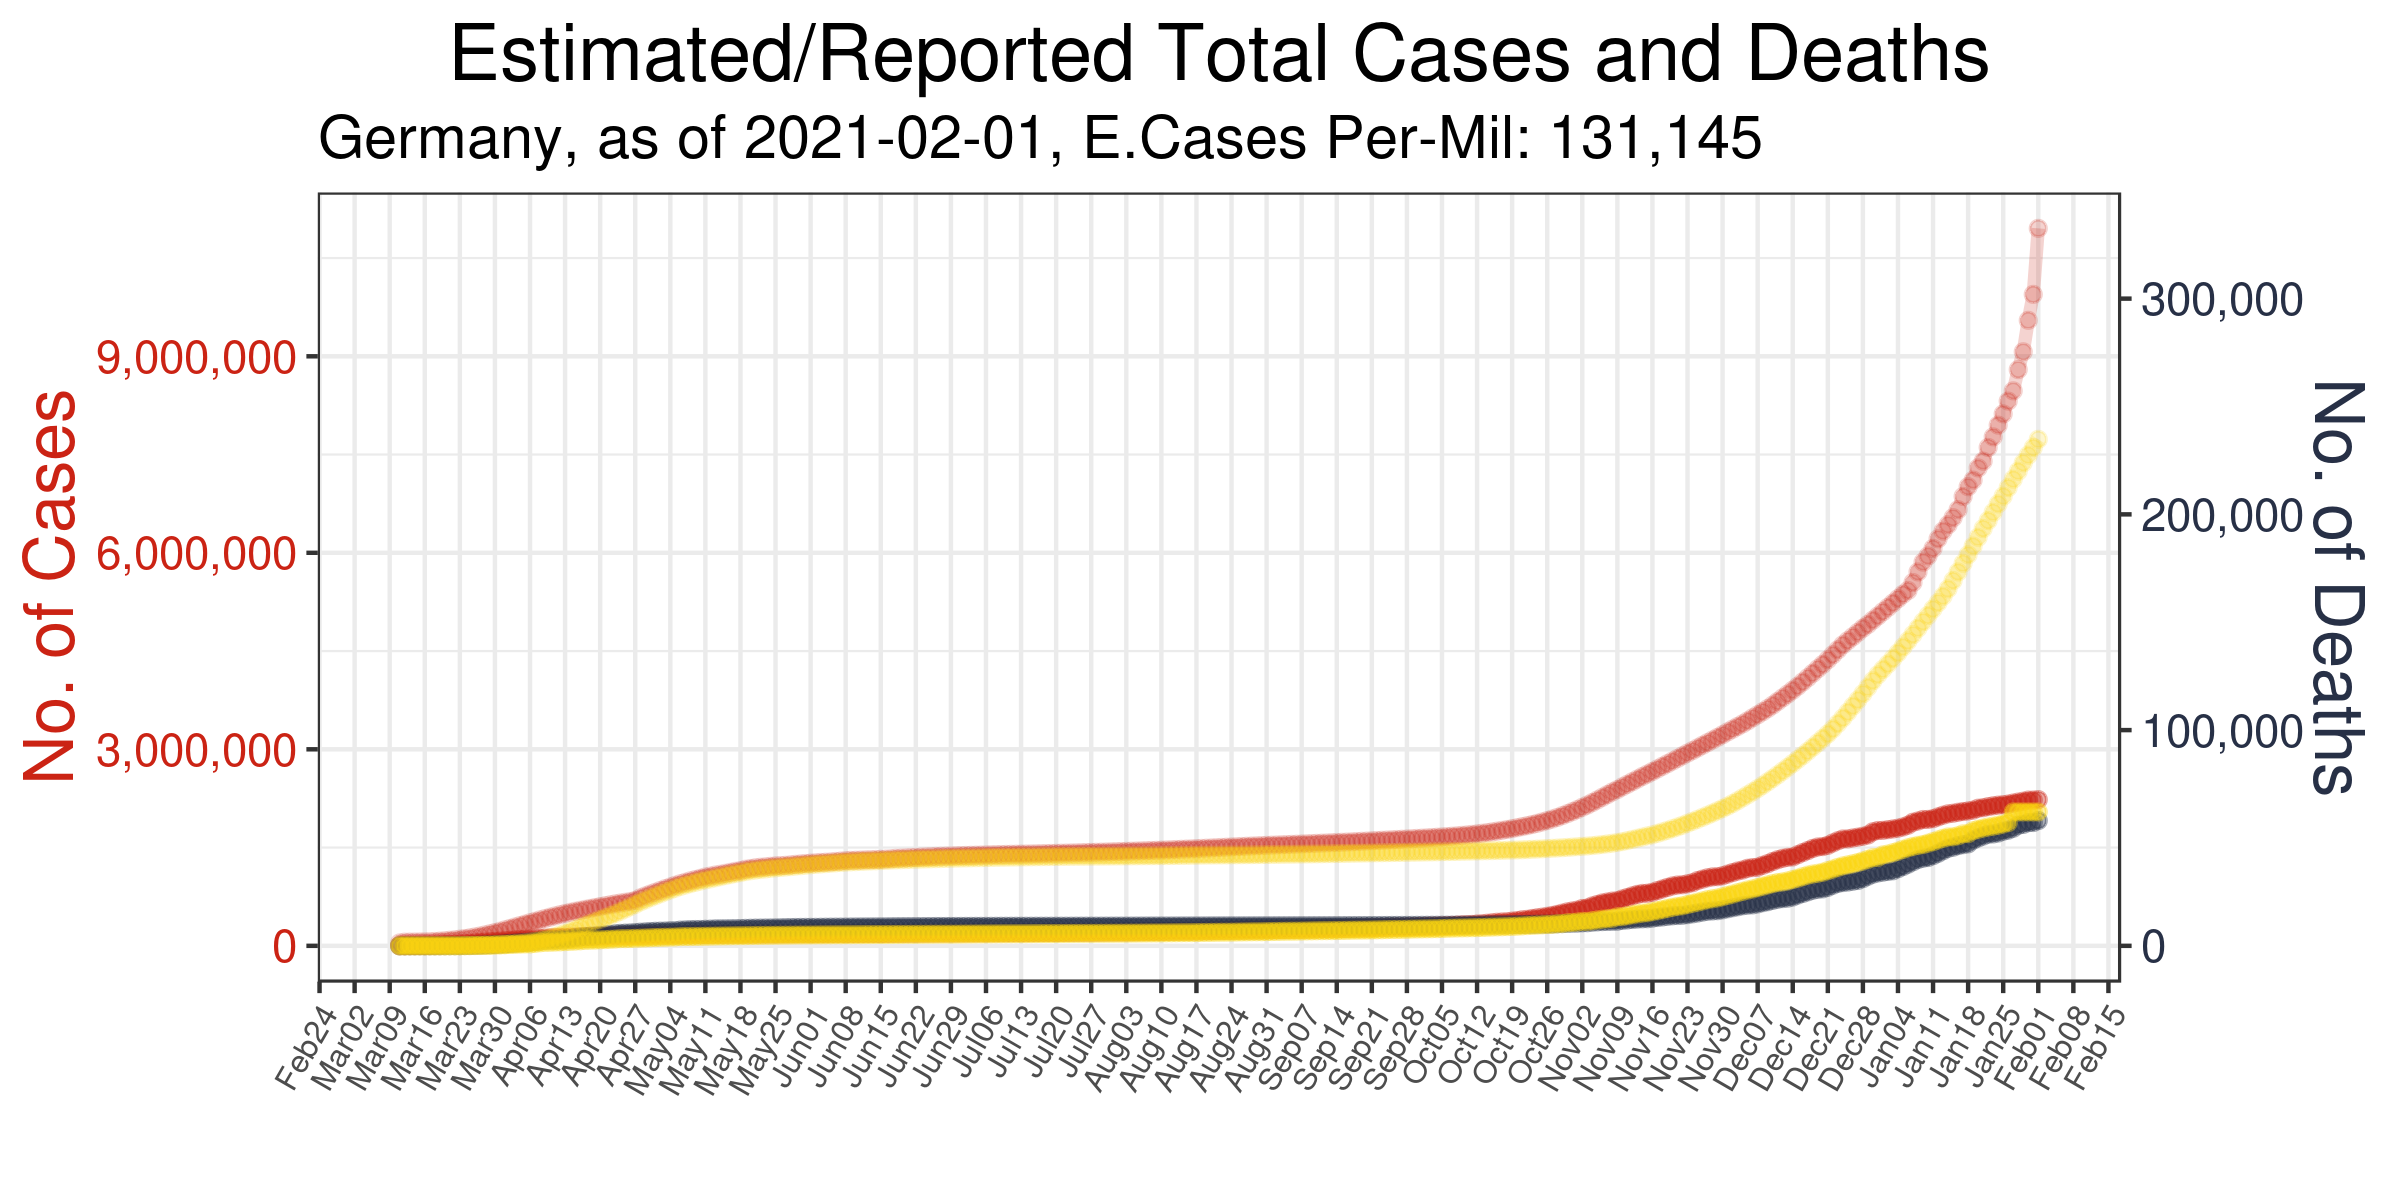 Estimated/Reported Total Cases and Deaths
Germany, as of 2021-02-01, E.Cases Per-Mil: 131,145
No. of Cases
9,000,000
6,000,000
3,000,000
0
300,000
200,000
100,000
0
No. of Deaths
Feb24
Mar02
Mar09
Mar16
Mar23
Mar30
Apr06
Apr13
Apr20
Apr27
May04
May11
May18
May25
Jun01
Jun08
Jun15
Jun22
Jun29
Jul06
Jul13
Jul20
Jul27
Aug03
Aug10
Aug17
Aug24
Aug31
Sep07
Sep14
Sep21
Sep28
Oct05
Oct12
Oct19
Oct26
Nov02
Nov09
Nov16
Nov23
Nov30
Dec07
Dec14
Dec21
Dec28
Jan04
Jan11
Jan18
Jan25
Feb01
Feb08
Feb15